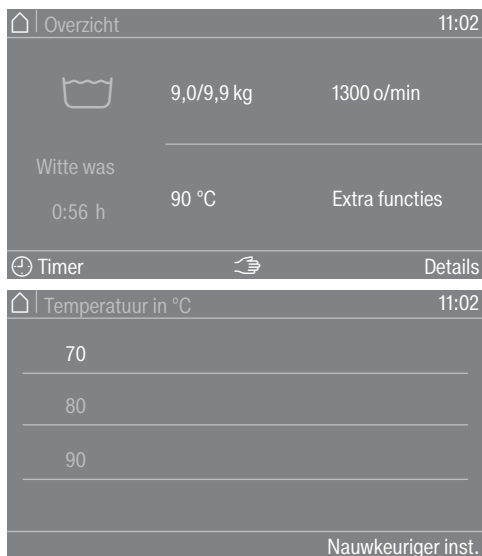 Overzicht 11:02
9,0/9,9 kg 1300 o/min
Witte was
0:56 h
90 °C Extra functies
Timer Details
Temperatuur in °C 11:02
70
80
90
Nauwkeuriger inst.